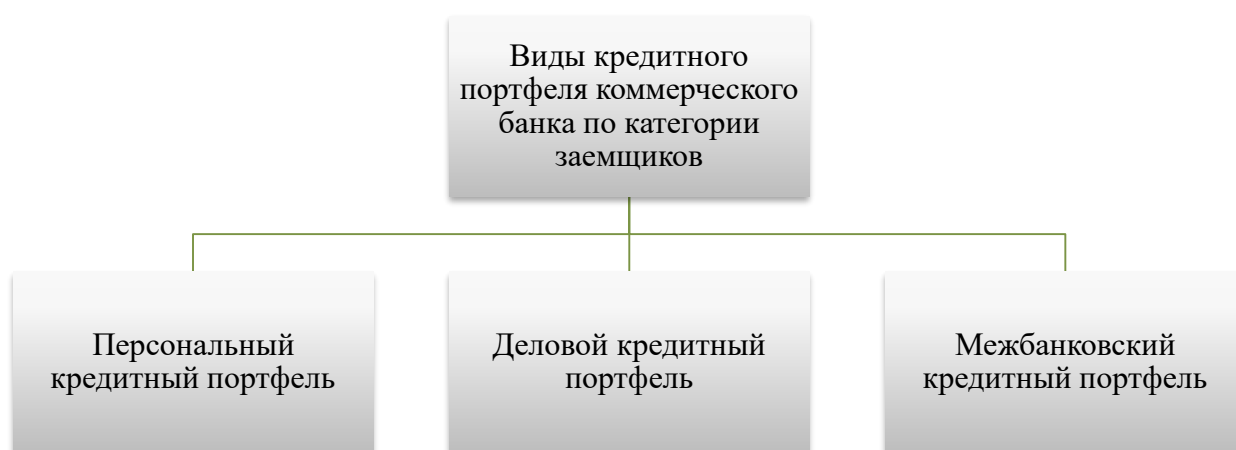 Виды кредитного
портфеля коммерческого
банка по категории
заемщиков
Персональный
кредитный портфель
Деловой кредитный
портфель
Межбанковский
кредитный портфель